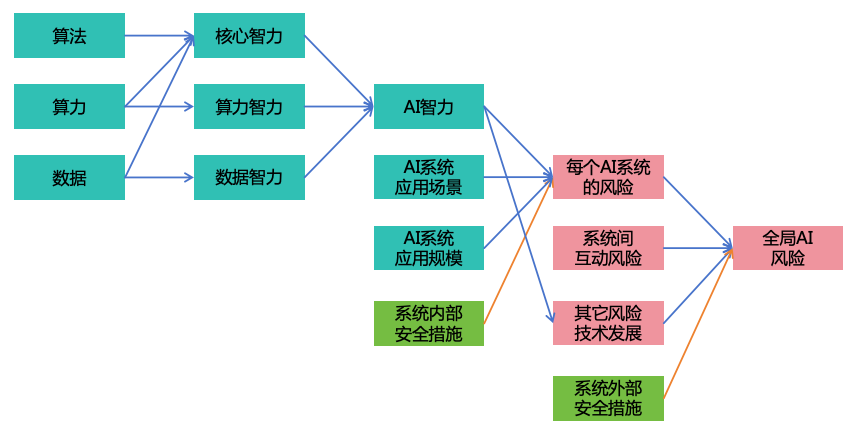 算法
核心智力
算力
算力智力
AI智力
数据
数据智力
AI系统
应用场景
每个AI系统
的风险
AI系统
应用规模
系统间
互动风险
全局AI
风险
系统内部
安全措施
其它风险
技术发展
系统外部
安全措施